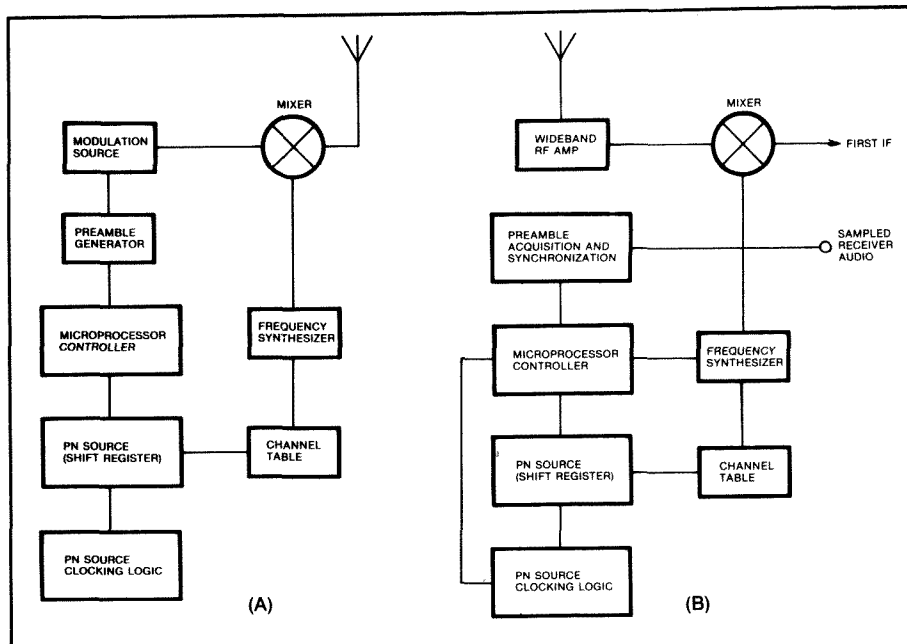 MIXER
MODULATION
SOURCE
PREAMBLE
GENERATOR
MICROPROCESSOR
CONTROLLER
FREQUENCY
SYNTHESIZER
PN SOURCE
(SHIFT REGISTER)
CHANNEL
TABLE
PN SOURCE
CLOCKING LOGIC
(A)
MIXER
WIDEBAND
RF AMP
FIRST IF
PREAMBLE
ACQUISITION AND
SYNCHRONIZATION
SAMPLED
RECEIVER
AUDIO
MICROPROCESSOR
CONTROLLER
FREQUENCY
SYNTHESIZER
PN SOURCE
(SHIFT REGISTER)
CHANNEL
TABLE
PN SOURCE
CLOCKING LOGIC
(B)